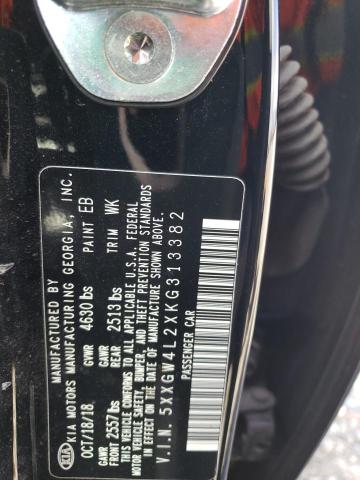 MANUFACTURED BY
KIA KIA MOTORS MANUFACTURING GEORGIA, INC.
OCT/18/18 GVWR 4630 lbs PAINT EB
GAWR FRONT 2557 lbs GAWR REAR 2513 lbs TRIM WK
THIS VEHICLE CONFORMS TO ALL APPLICABLE U.S.A. FEDERAL
MOTOR VEHICLE SAFETY, BUMPER, AND THEFT PREVENTION STANDARDS
IN EFFECT ON THE DATE OF MANUFACTURE SHOWN ABOVE.
V.I.N. 5XXGW4L2XKG313382
PASSENGER CAR